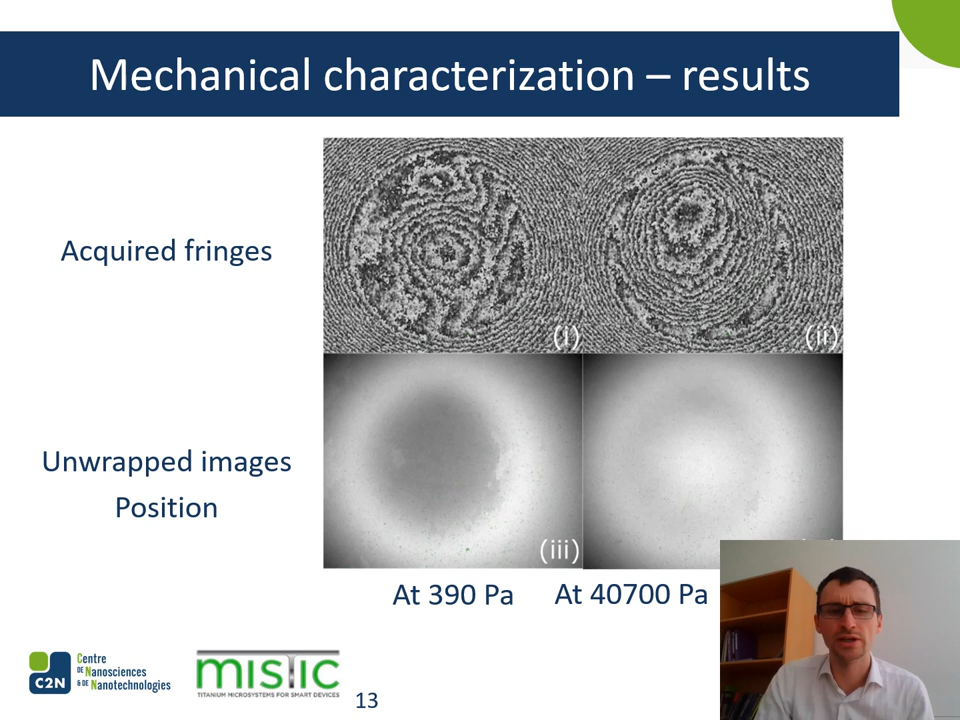 Mechanical characterization – results
Acquired fringes
(i)
(ii)
Unwrapped images
Position
(iii)
At 390 Pa
At 40700 Pa
C2N
Centre
DE Nanosciences
& DE Nanotechnologies
MISTIC
TITANIUM MICROSYSTEMS FOR SMART DEVICES
13